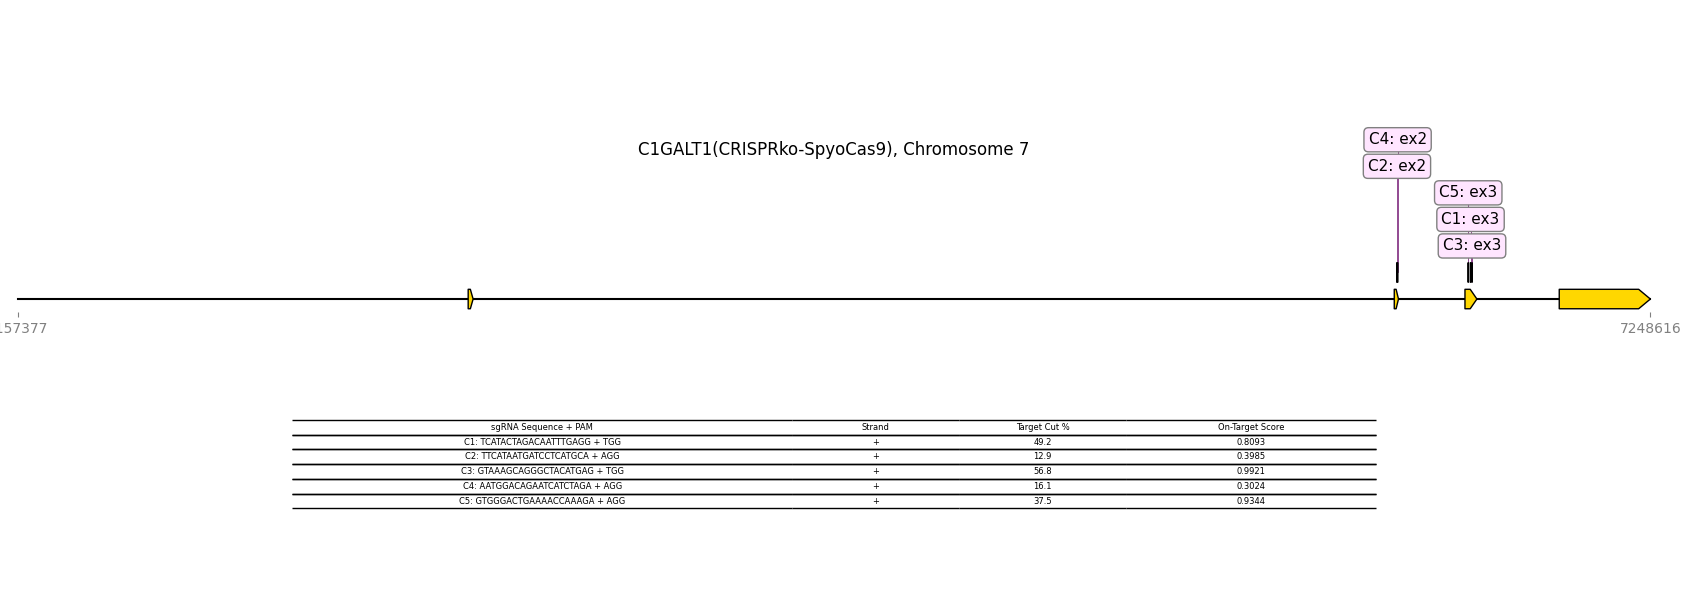 C1GALT1(CRISPRko-SpyoCas9), Chromosome 7
C4: ex2
C2: ex2
C5: ex3
C1: ex3
C3: ex3
157377
7248616
sgRNA Sequence + PAM Strand Target Cut % On-Target Score
C1: TCATACTAGACAATTTGAGG + TGG + 49.2 0.8093
C2: TTCATAATGATCCTCATGCA + AGG + 12.9 0.3985
C3: GTAAAGCAGGGCTACATGAG + TGG + 56.8 0.9921
C4: AATGGACAGAATCATCTAGA + AGG + 16.1 0.3024
C5: GTGGGACTGAAAACCAAAGA + AGG + 37.5 0.9344